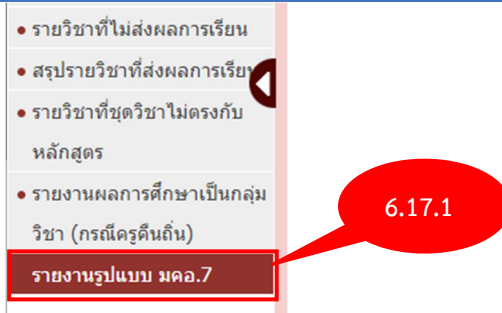 รายวิชาที่ไม่ส่งผลการเรียน
สรุปรายวิชาที่ส่งผลการเรียน
รายวิชาที่ชุดวิชาไม่ตรงกับ
หลักสูตร
รายงานผลการศึกษาเป็นกลุ่ม
วิชา (กรณีครูคืนถิ่น)
6.17.1
รายงานรูปแบบ มคอ.7